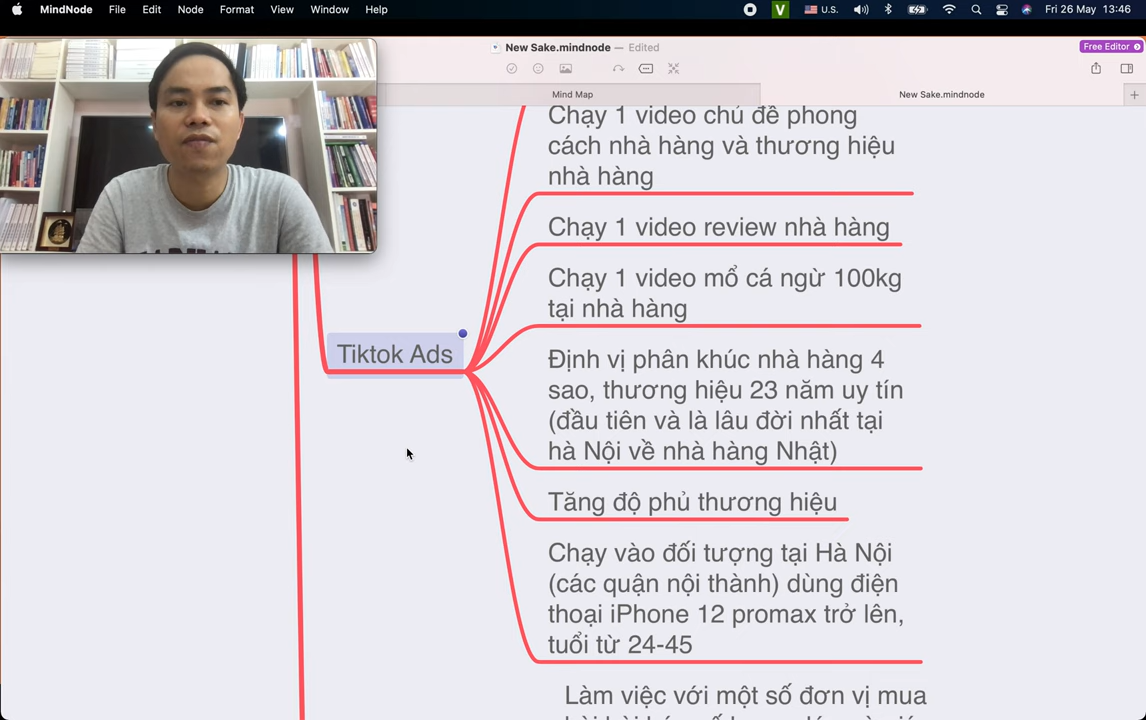 MindNode File Edit Node Format View Window Help V U.S. Fri 26 May 13:46
New Sake.mindnode — Edited
Free Editor
Mind Map
New Sake.mindnode
Chạy 1 video chủ đề phong
cách nhà hàng và thương hiệu
nhà hàng
Chạy 1 video review nhà hàng
Chạy 1 video mổ cá ngừ 100kg
tại nhà hàng
Tiktok Ads
Định vị phân khúc nhà hàng 4
sao, thương hiệu 23 năm uy tín
(đầu tiên và là lâu đời nhất tại
hà Nội về nhà hàng Nhật)
Tăng độ phủ thương hiệu
Chạy vào đối tượng tại Hà Nội
(các quận nội thành) dùng điện
thoại iPhone 12 promax trở lên,
tuổi từ 24-45
Làm việc với một số đơn vị mua